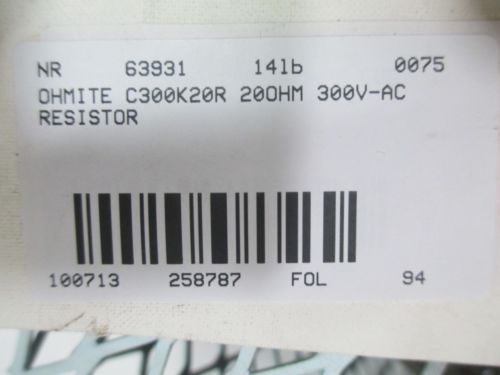 NR 63931 14lb 0075
OHMITE C300K20R 20OHM 300V-AC
RESISTOR
100713 258787 FOL 94